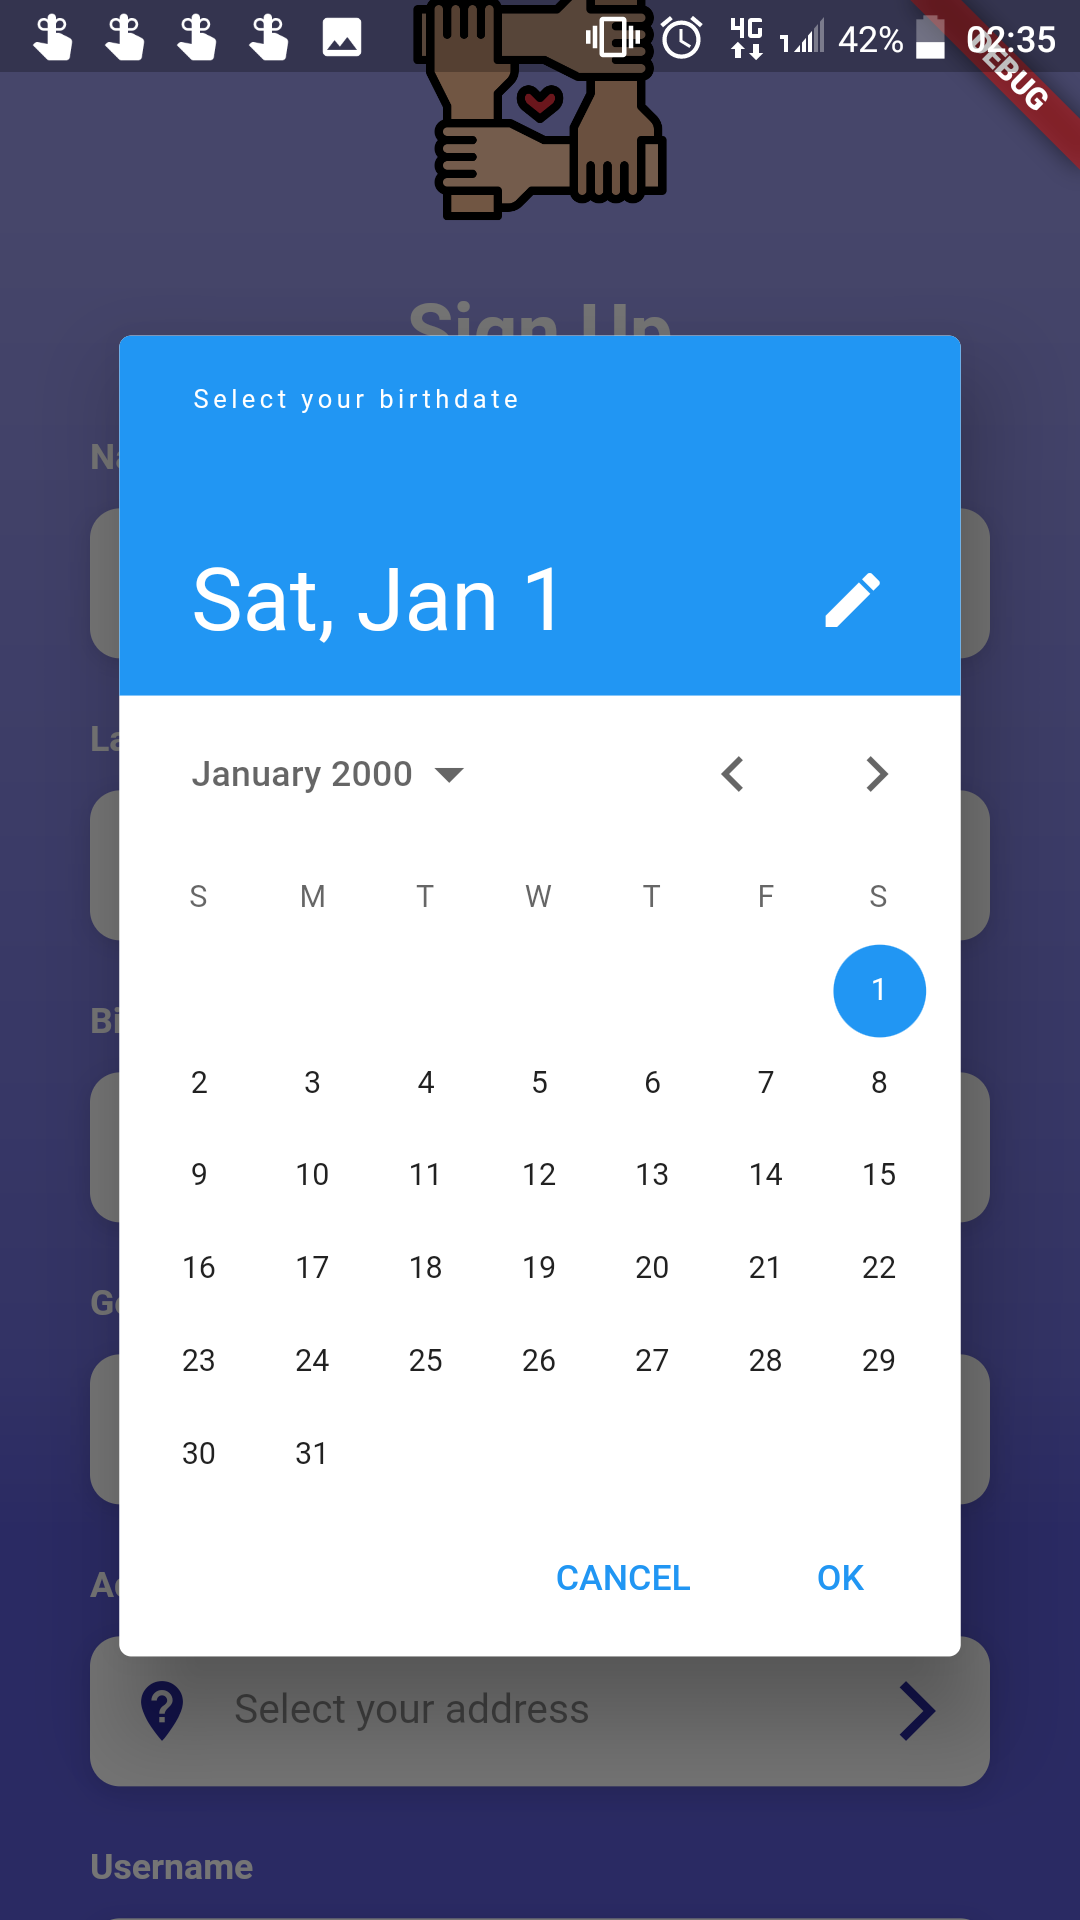 1 4G 42% 02:35
DEBUG
Sign Up
Select your birthdate
Na
Sat, Jan 1
La
January 2000
S M T W T F S
1
Bi
2 3 4 5 6 7 8
9 10 11 12 13 14 15
16 17 18 19 20 21 22
Ge
23 24 25 26 27 28 29
30 31
CANCEL OK
Ad
Select your address
Username